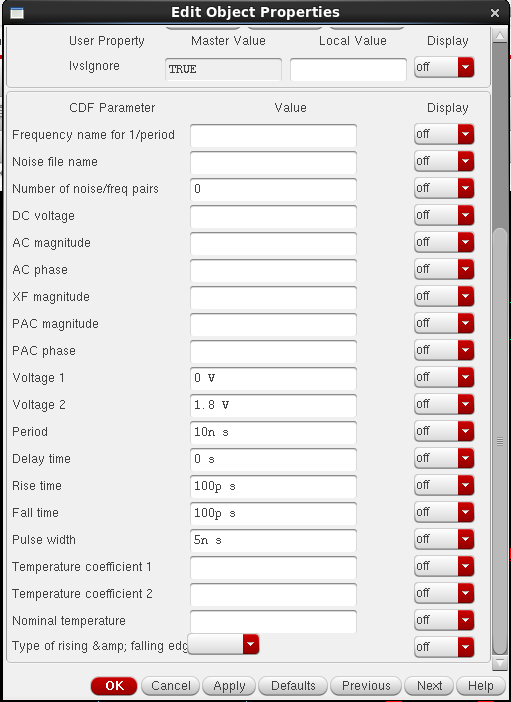 Edit Object Properties
User Property Master Value Local Value Display
lvsIgnore TRUE off
CDF Parameter Value Display
Frequency name for 1/period off
Noise file name off
Number of noise/freq pairs 0 off
DC voltage off
AC magnitude off
AC phase off
XF magnitude off
PAC magnitude off
PAC phase off
Voltage 1 0 V off
Voltage 2 1.8 V off
Period 10n s off
Delay time 0 s off
Rise time 100p s off
Fall time 100p s off
Pulse width 5n s off
Temperature coefficient 1 off
Temperature coefficient 2 off
Nominal temperature off
Type of rising &amp; falling edg off
OK Cancel Apply Defaults Previous Next Help